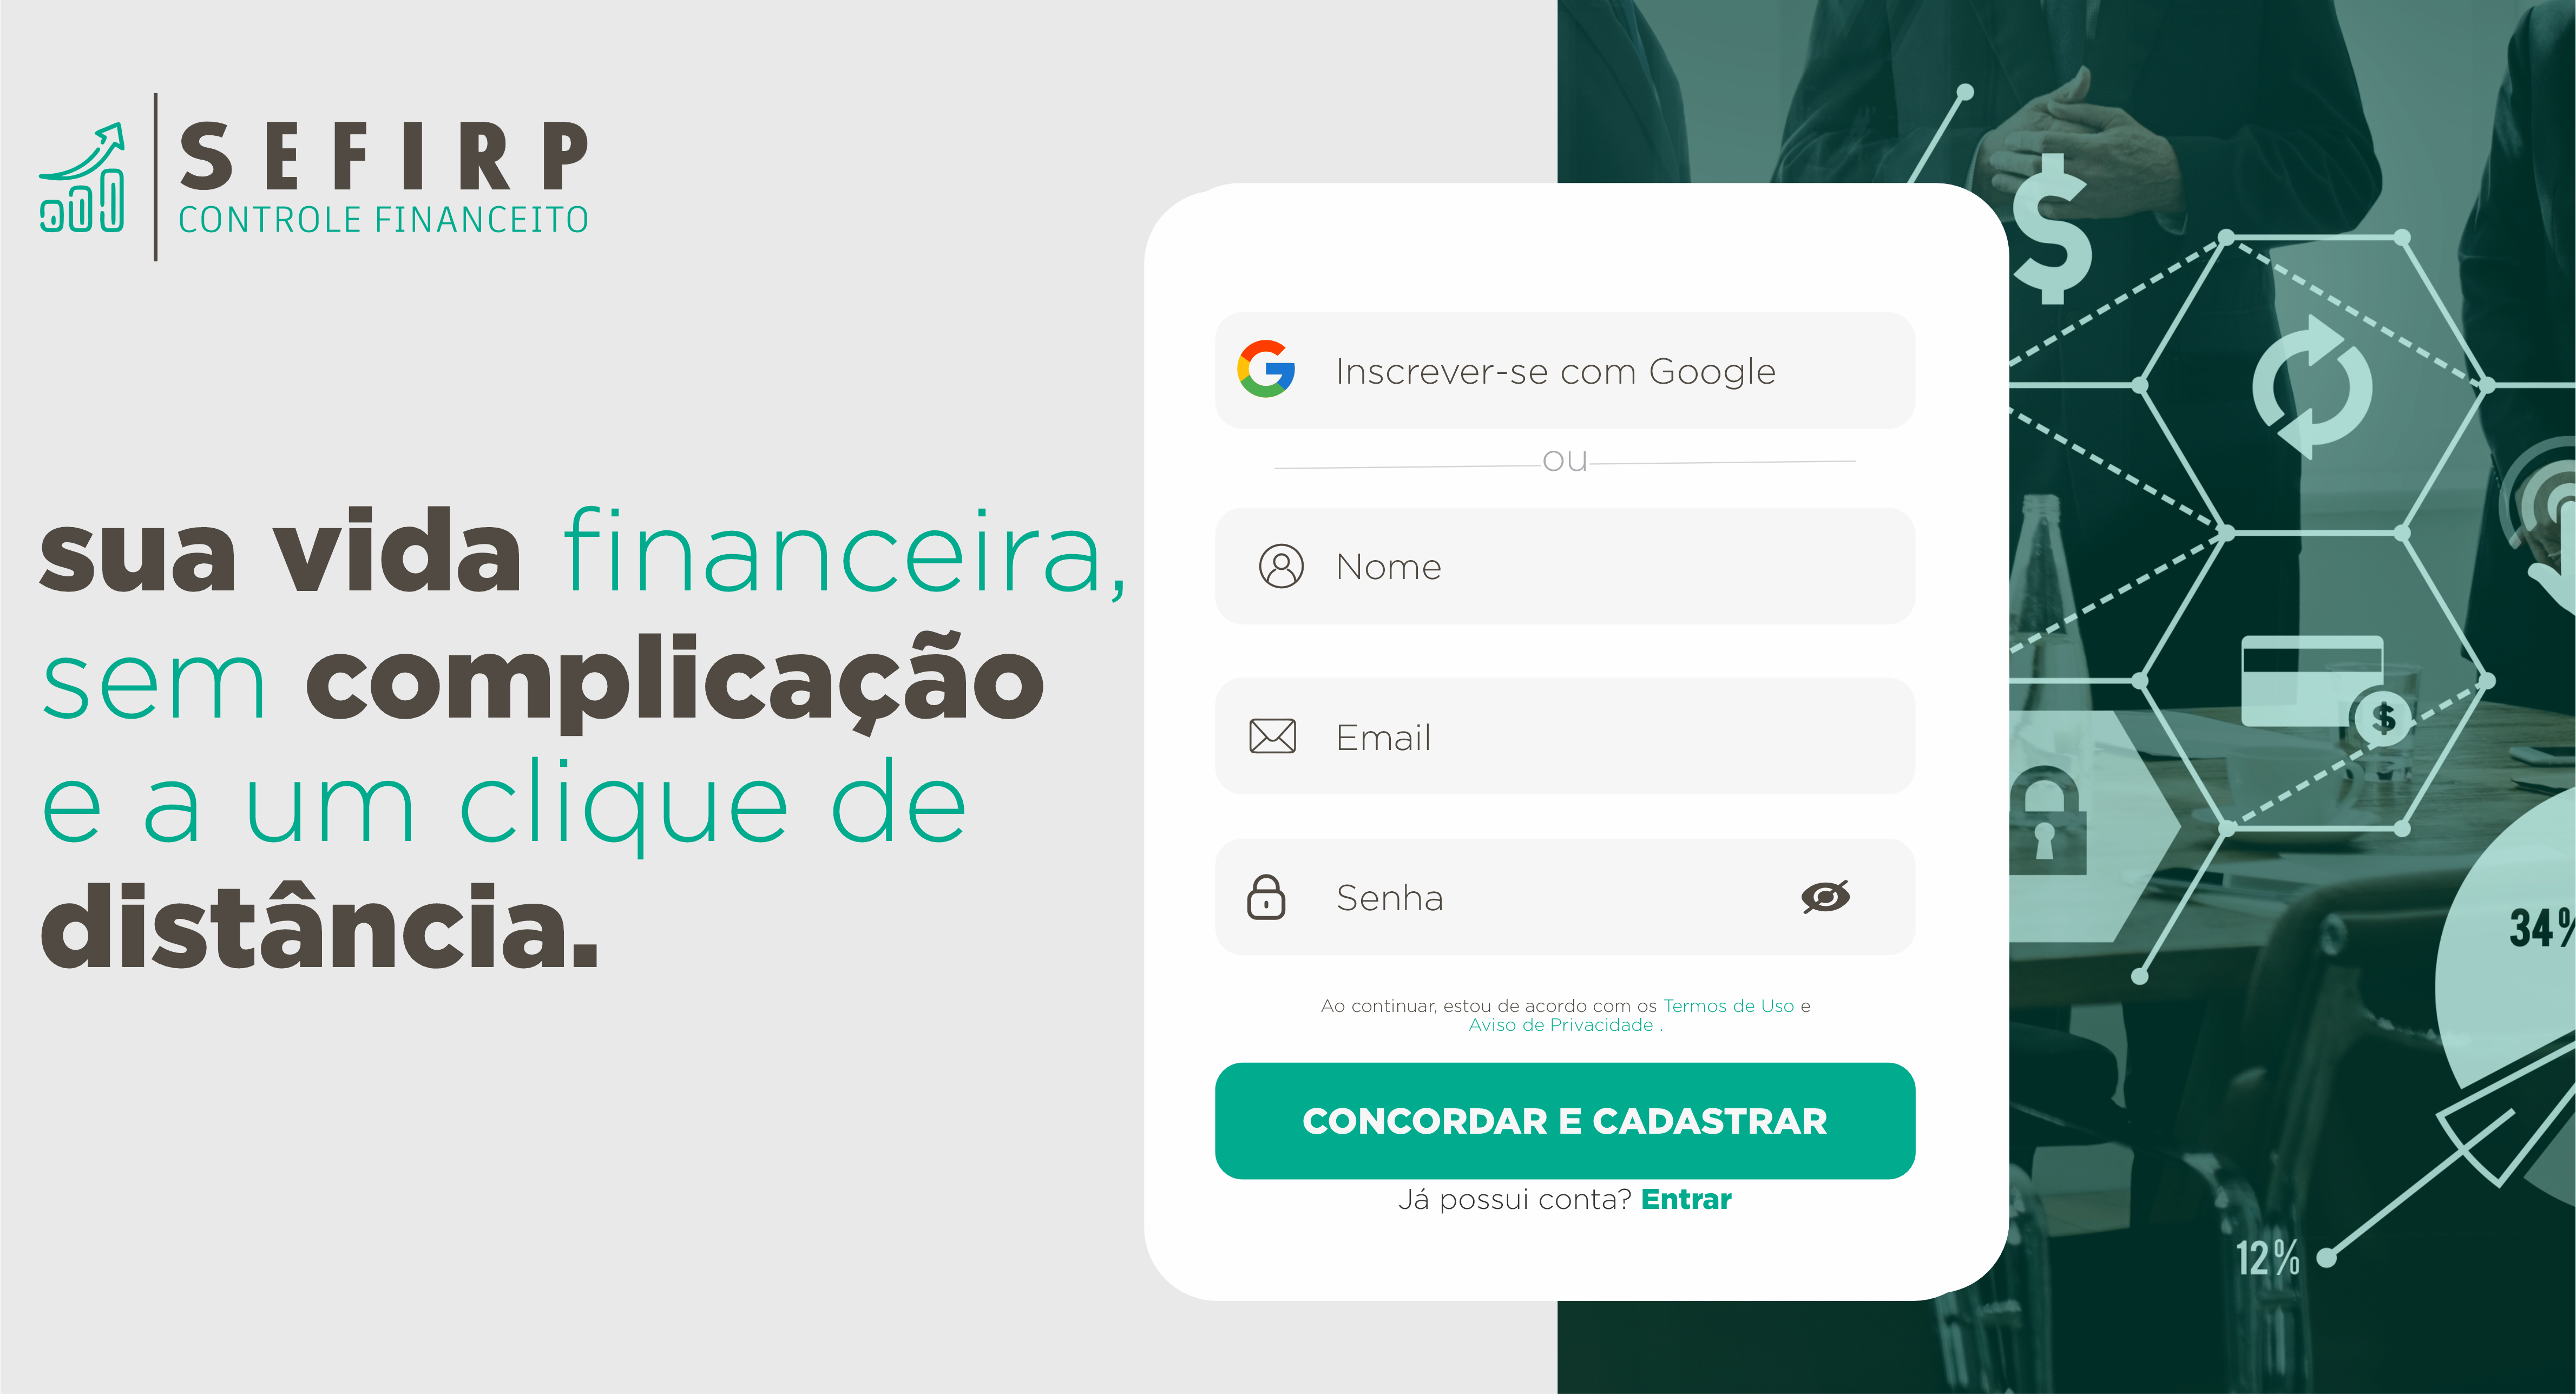 SEFIRP
CONTROLE FINANCEITO
sua vida financeira,
sem complicação
e a um clique de
distância.
Inscrever-se com Google
ou
Nome
Email
Senha
Ao continuar, estou de acordo com os Termos de Uso e
Aviso de Privacidade .
CONCORDAR E CADASTRAR
Já possui conta? Entrar
$
$
34%
12%